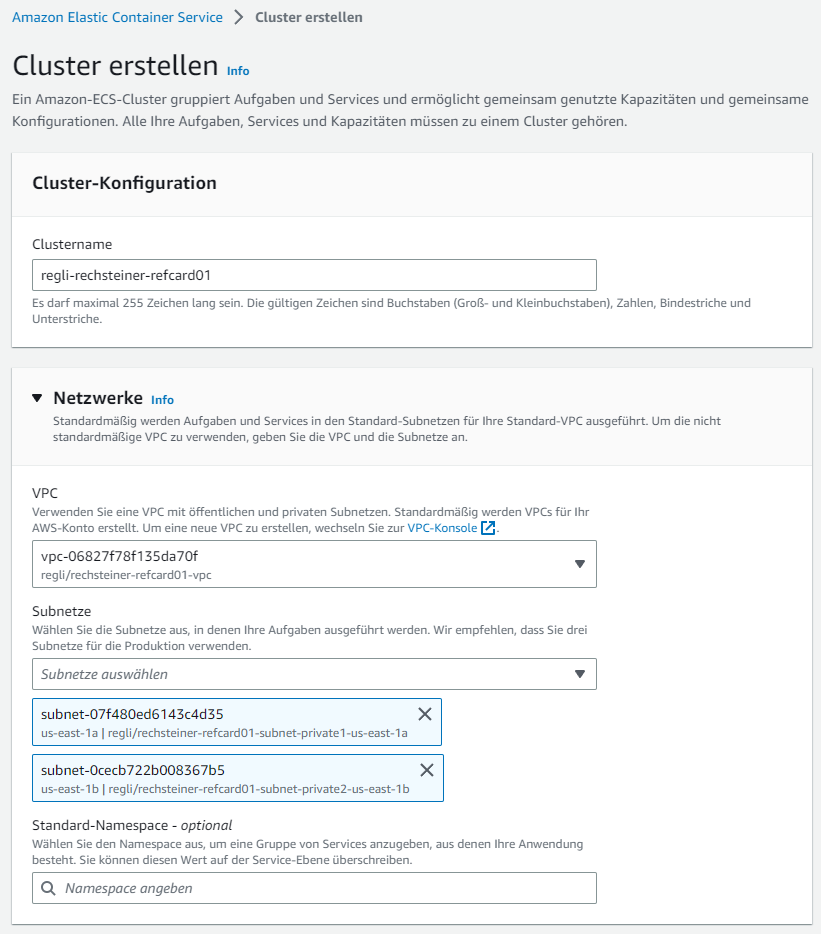 Amazon Elastic Container Service > Cluster erstellen
Cluster erstellen Info
Ein Amazon-ECS-Cluster gruppiert Aufgaben und Services und ermöglicht gemeinsam genutzte Kapazitäten und gemeinsame
Konfigurationen. Alle Ihre Aufgaben, Services und Kapazitäten müssen zu einem Cluster gehören.
Cluster-Konfiguration
Clustername
regli-rechsteiner-refcard01
Es darf maximal 255 Zeichen lang sein. Die gültigen Zeichen sind Buchstaben (Groß- und Kleinbuchstaben), Zahlen, Bindestriche und
Unterstriche.
Netzwerke Info
Standardmäßig werden Aufgaben und Services in den Standard-Subnetzen für Ihre Standard-VPC ausgeführt. Um die nicht
standardmäßige VPC zu verwenden, geben Sie die VPC und die Subnetze an.
VPC
Verwenden Sie eine VPC mit öffentlichen und privaten Subnetzen. Standardmäßig werden VPCs für Ihr
AWS-Konto erstellt. Um eine neue VPC zu erstellen, wechseln Sie zur VPC-Konsole.
vpc-06827f78f135da70f
regli/rechsteiner-refcard01-vpc
Subnetze
Wählen Sie die Subnetze aus, in denen Ihre Aufgaben ausgeführt werden. Wir empfehlen, dass Sie drei
Subnetze für die Produktion verwenden.
Subnetze auswählen
subnet-07f480ed6143c4d35
us-east-1a | regli/rechsteiner-refcard01-subnet-private1-us-east-1a
subnet-0cecb722b008367b5
us-east-1b | regli/rechsteiner-refcard01-subnet-private2-us-east-1b
Standard-Namespace - optional
Wählen Sie den Namespace aus, um eine Gruppe von Services anzugeben, aus denen Ihre Anwendung
besteht. Sie können diesen Wert auf der Service-Ebene überschreiben.
Namespace angeben